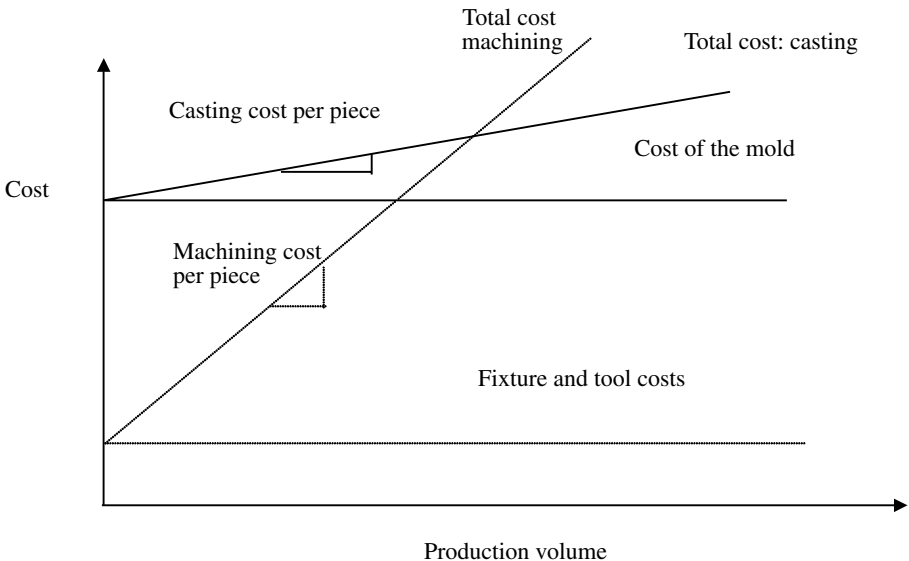 Total cost
machining
Total cost: casting
Casting cost per piece
Cost of the mold
Cost
Machining cost
per piece
Fixture and tool costs
Production volume